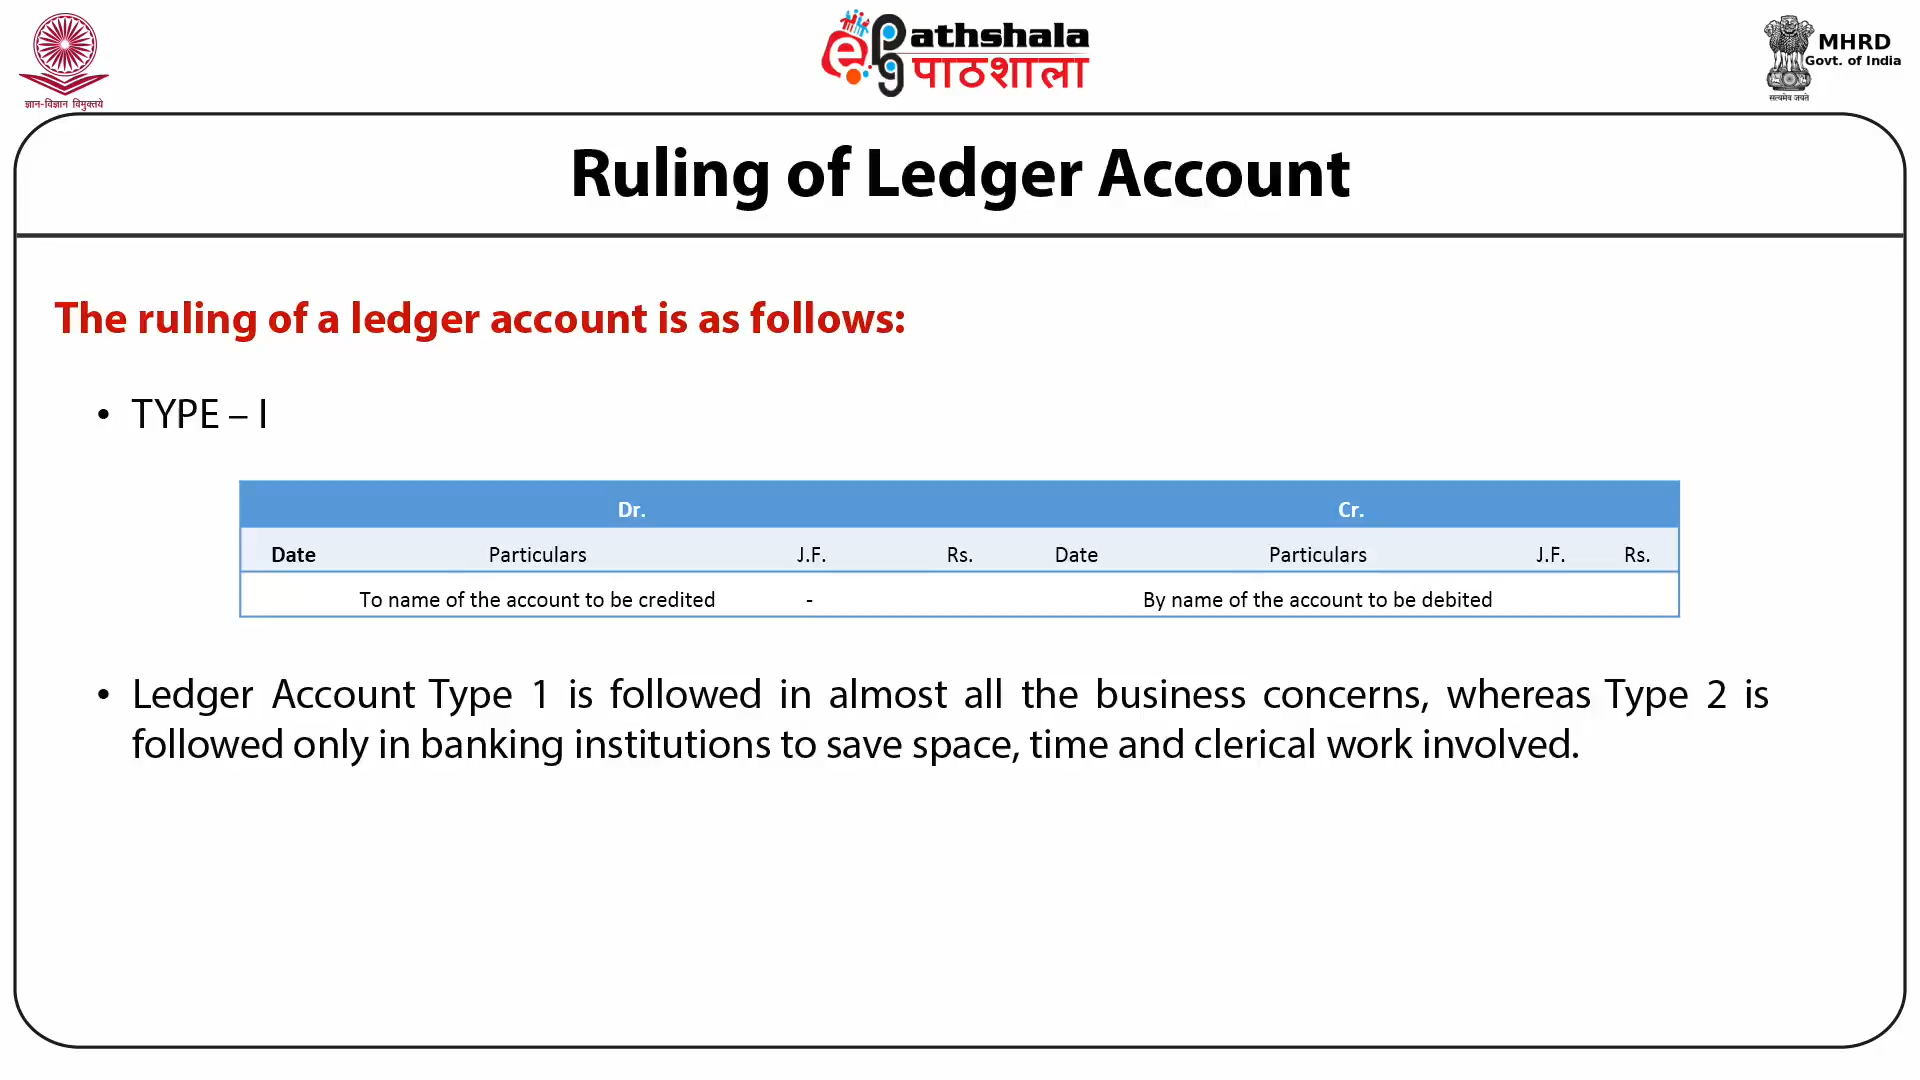 ज्ञान-विज्ञान विमुक्तये
ePathshala
पाठशाला
MHRD
Govt. of India
सत्यमेव जयते
Ruling of Ledger Account
The ruling of a ledger account is as follows:
• TYPE – I
Dr. Cr.
Date Particulars J.F. Rs. Date Particulars J.F. Rs.
To name of the account to be credited - By name of the account to be debited
• Ledger Account Type 1 is followed in almost all the business concerns, whereas Type 2 is
followed only in banking institutions to save space, time and clerical work involved.